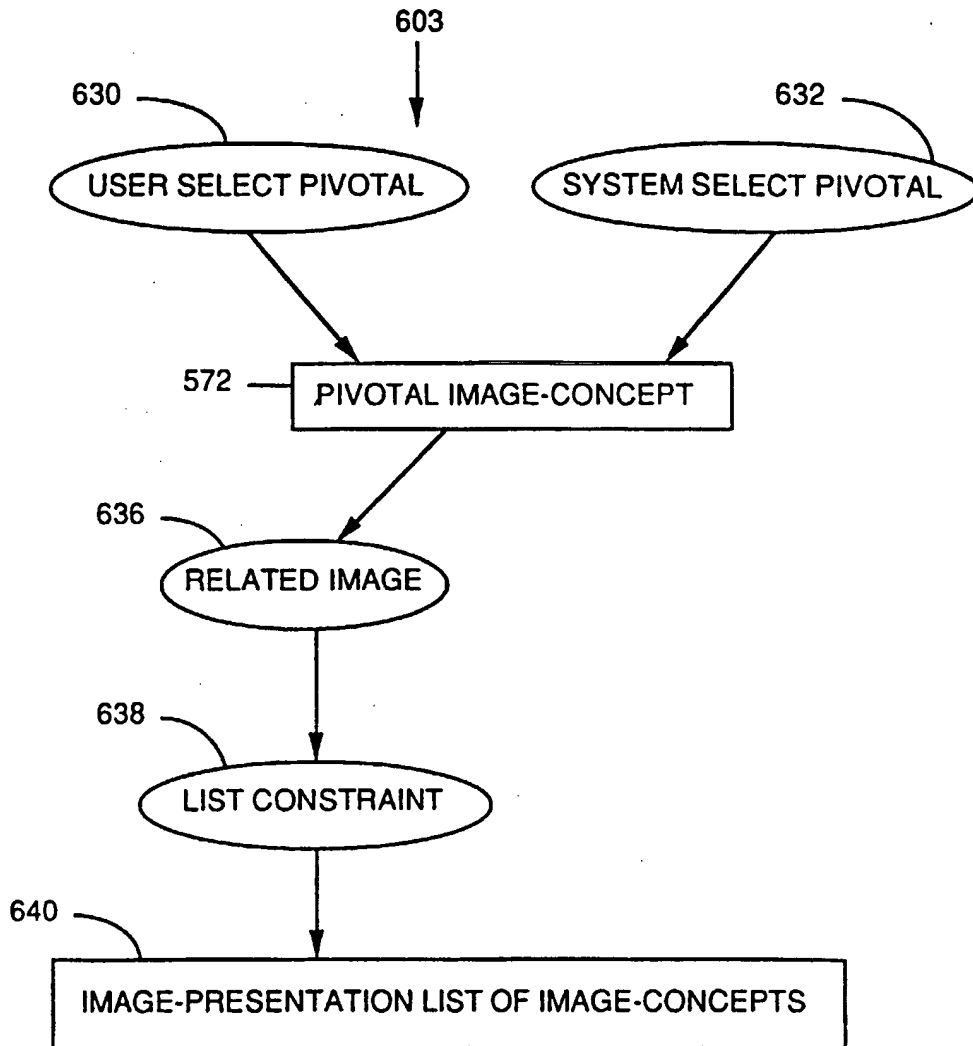 603
630
632
USER SELECT PIVOTAL
SYSTEM SELECT PIVOTAL
572
PIVOTAL IMAGE-CONCEPT
636
RELATED IMAGE
638
LIST CONSTRAINT
640
IMAGE-PRESENTATION LIST OF IMAGE-CONCEPTS